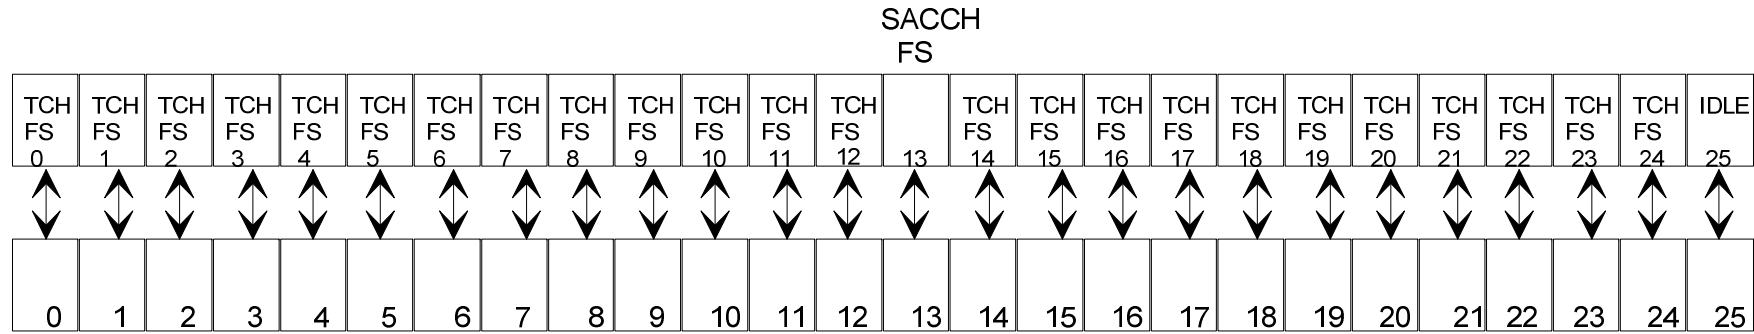 SACCH
FS
TCH TCH TCH TCH TCH TCH TCH TCH TCH TCH TCH TCH TCH TCH TCH TCH TCH TCH TCH TCH TCH TCH TCH TCH IDLE
FS FS FS FS FS FS FS FS FS FS FS FS FS FS FS FS FS FS FS FS FS FS FS FS
0 1 2 3 4 5 6 7 8 9 10 11 12 13 14 15 16 17 18 19 20 21 22 23 24 25
0 1 2 3 4 5 6 7 8 9 10 11 12 13 14 15 16 17 18 19 20 21 22 23 24 25